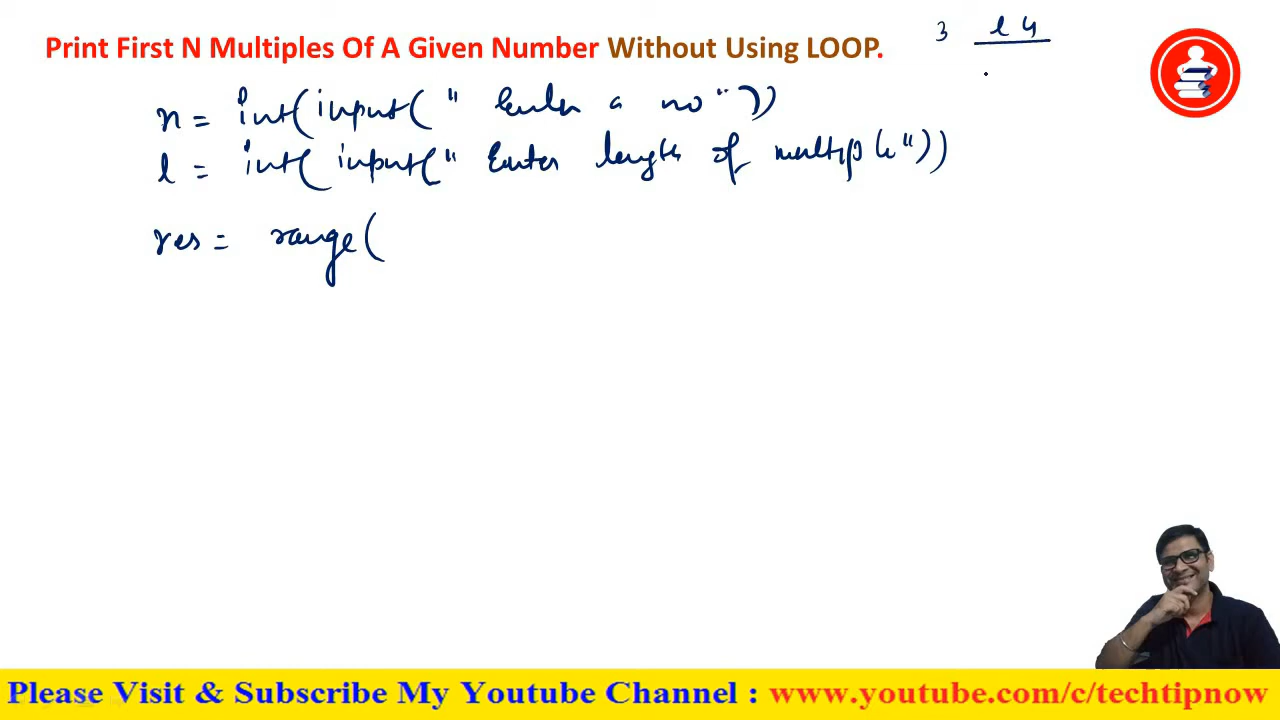 Print First N Multiples Of A Given Number Without Using LOOP.
3 l 4
n = int(input(" Enter a no "))
l = int( input(" Enter length of multiple"))
res = range(
Please Visit & Subscribe My Youtube Channel : www.youtube.com/c/techtipnow